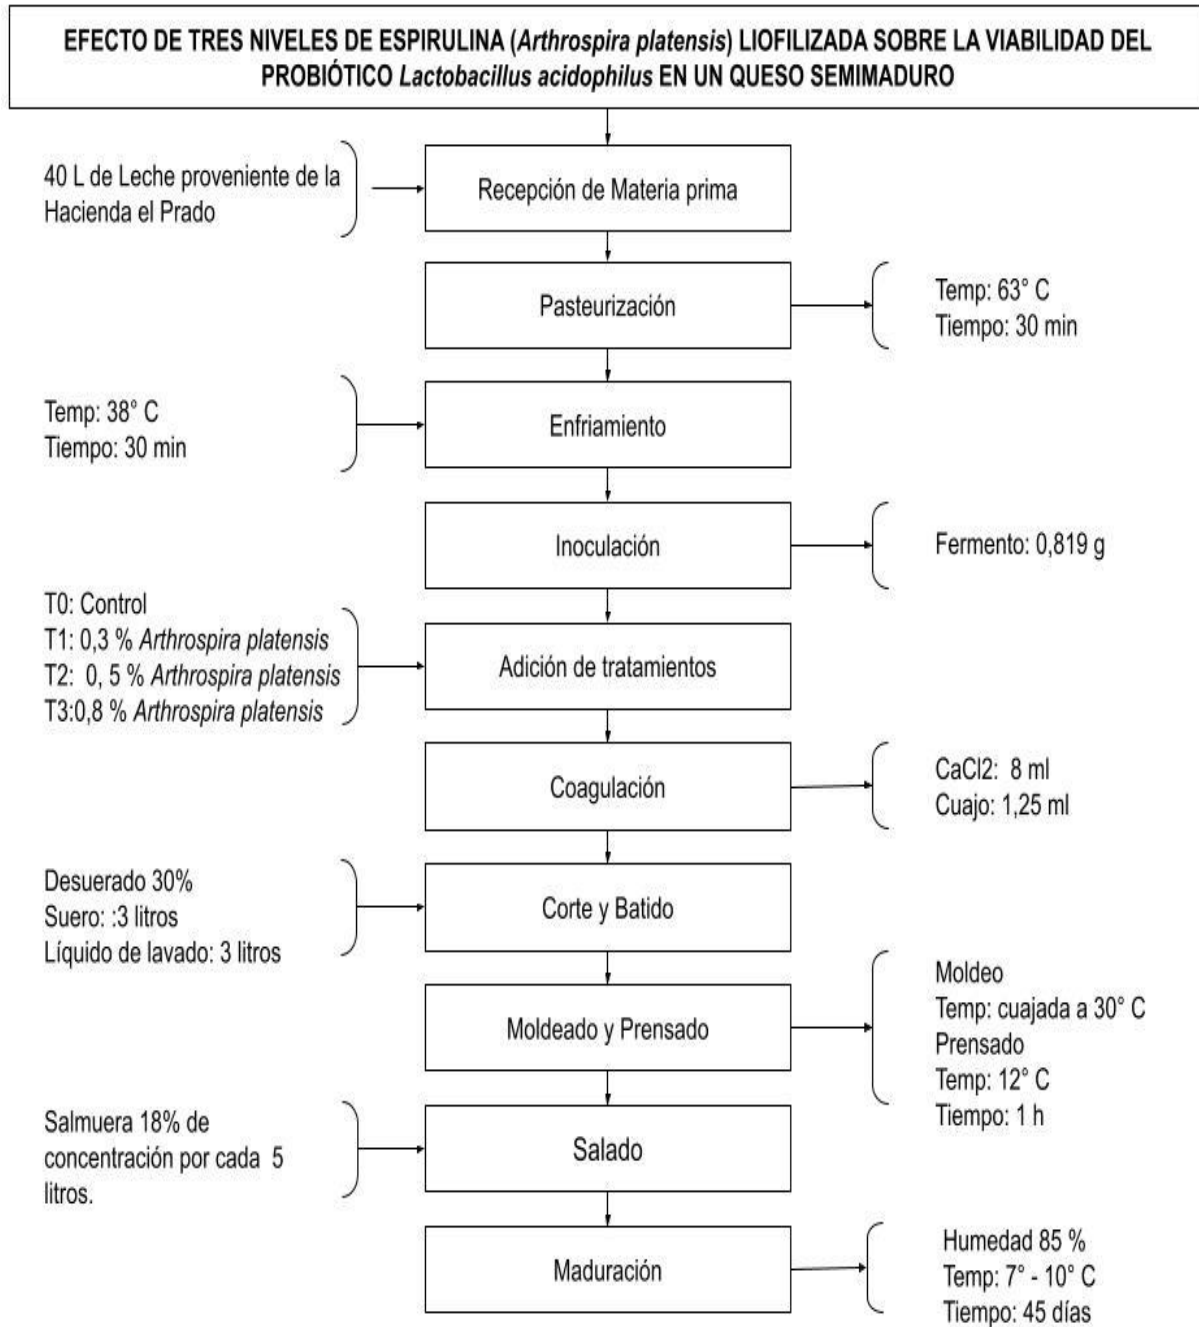 EFECTO DE TRES NIVELES DE ESPIRULINA (Arthrospira platensis) LIOFILIZADA SOBRE LA VIABILIDAD DEL
PROBIÓTICO Lactobacillus acidophilus EN UN QUESO SEMIMADURO
40 L de Leche proveniente de la
Hacienda el Prado
Recepción de Materia prima
Pasteurización
Temp: 63° C
Tiempo: 30 min
Temp: 38° C
Tiempo: 30 min
Enfriamiento
Inoculación
Fermento: 0,819 g
T0: Control
T1: 0,3 % Arthrospira platensis
T2: 0, 5 % Arthrospira platensis
T3:0,8 % Arthrospira platensis
Adición de tratamientos
Coagulación
CaCl2: 8 ml
Cuajo: 1,25 ml
Desuerado 30%
Suero: :3 litros
Líquido de lavado: 3 litros
Corte y Batido
Moldeado y Prensado
Moldeo
Temp: cuajada a 30° C
Prensado
Temp: 12° C
Tiempo: 1 h
Salmuera 18% de
concentración por cada 5
litros.
Salado
Maduración
Humedad 85 %
Temp: 7° - 10° C
Tiempo: 45 días